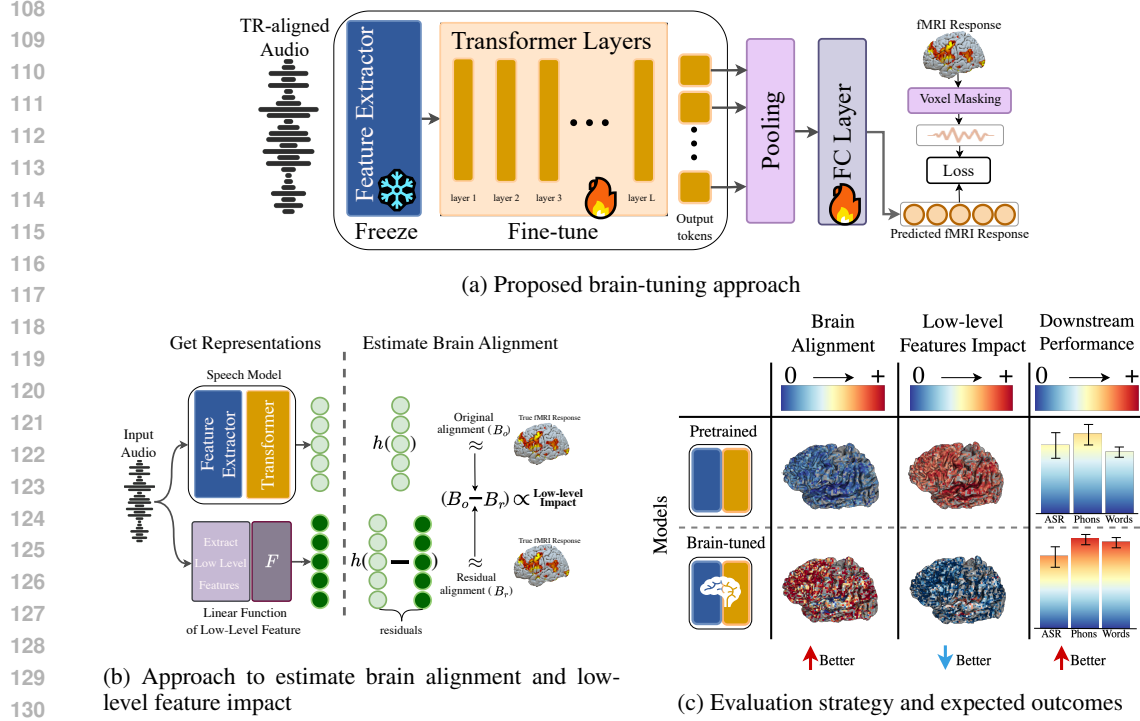 108
109
110
111
112
113
114
115
116
117
118
119
120
121
122
123
124
125
126
127
128
129
130
TR-aligned
Audio
Feature Extractor
Freeze
Transformer Layers
layer 1
layer 2
layer 3
layer L
Fine-tune
Output
tokens
Pooling
FC Layer
fMRI Response
Voxel Masking
Loss
Predicted fMRI Response
(a) Proposed brain-tuning approach
Get Representations
Speech Model
Input
Audio
Feature
Extractor
Transformer
Extract
Low Level
Features
F
Linear Function
of Low-Level Feature
Estimate Brain Alignment
h( )
Original
alignment (B_o)
≈
True fMRI Response
(B_o − B_r) ∝ Low-level
Impact
h( − )
≈
Residual
alignment (B_r)
True fMRI Response
residuals
(b) Approach to estimate brain alignment and low-
level feature impact
Brain
Alignment
Low-level
Features Impact
Downstream
Performance
0 → +
0 → +
0 → +
Models
Pretrained
ASR Phons Words
Brain-tuned
ASR Phons Words
Better
Better
Better
(c) Evaluation strategy and expected outcomes